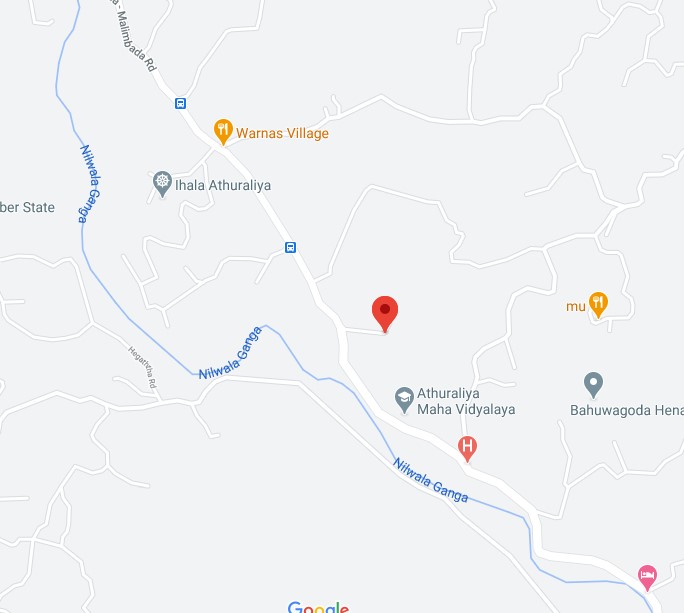 a - Malimbada Rd
Warnas Village
Nilwala Ganga
Ihala Athuraliya
ber State
mu
Nilwala Ganga
Hegaththa Rd
Athuraliya
Maha Vidyalaya
Bahuwagoda Hena
H
Nilwala Ganga
Google